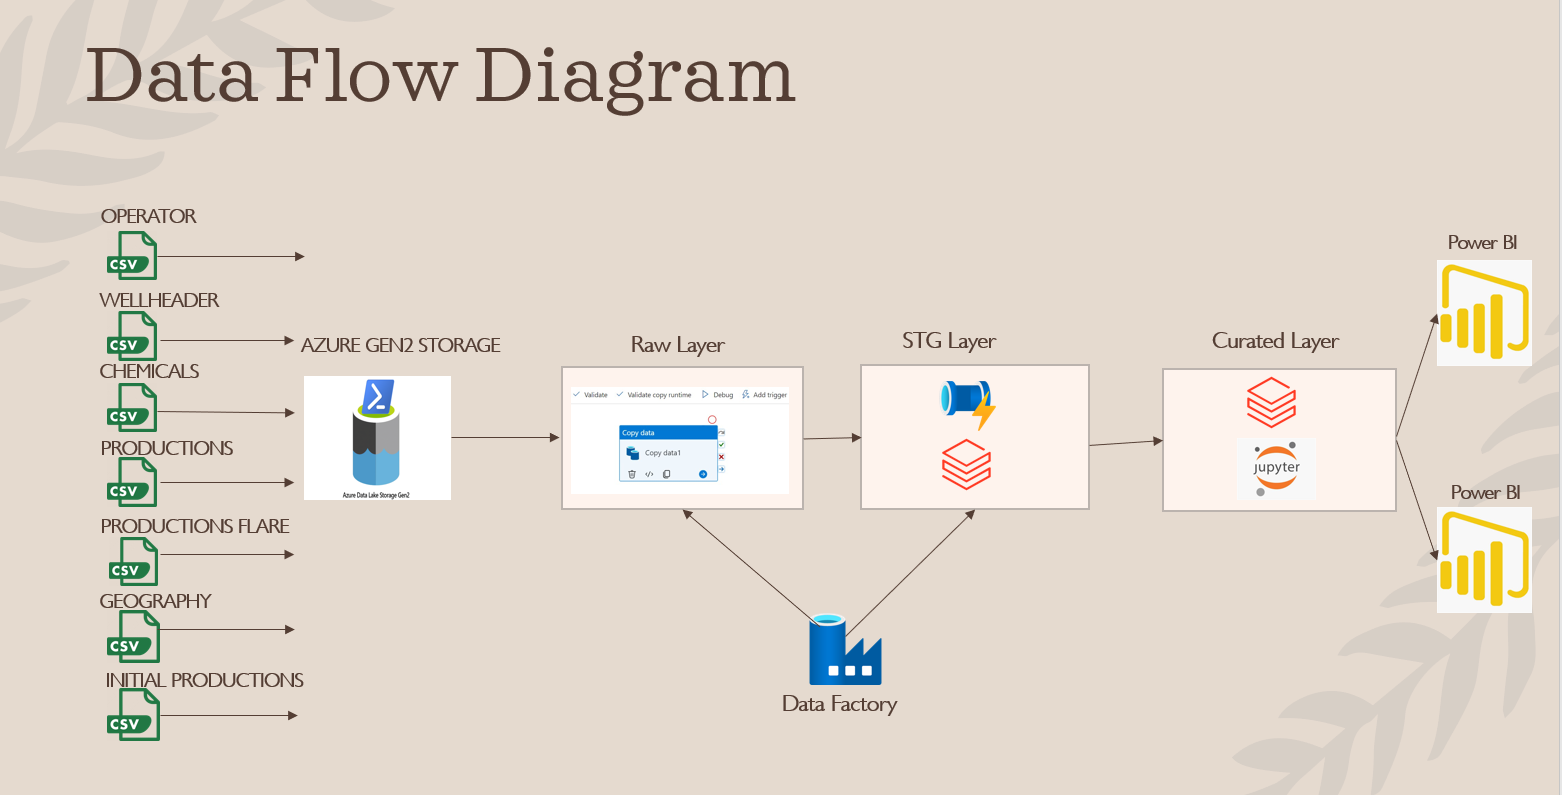 Data Flow Diagram
OPERATOR
CSV
WELLHEADER
CSV
CHEMICALS
CSV
PRODUCTIONS
CSV
PRODUCTIONS FLARE
CSV
GEOGRAPHY
CSV
INITIAL PRODUCTIONS
CSV
AZURE GEN2 STORAGE
Azure Data Lake Storage Gen2
Raw Layer
Validate Validate copy runtime Debug Add trigger
Copy data
Copy data1
STG Layer
Data Factory
Curated Layer
jupyter
Power BI
Power BI